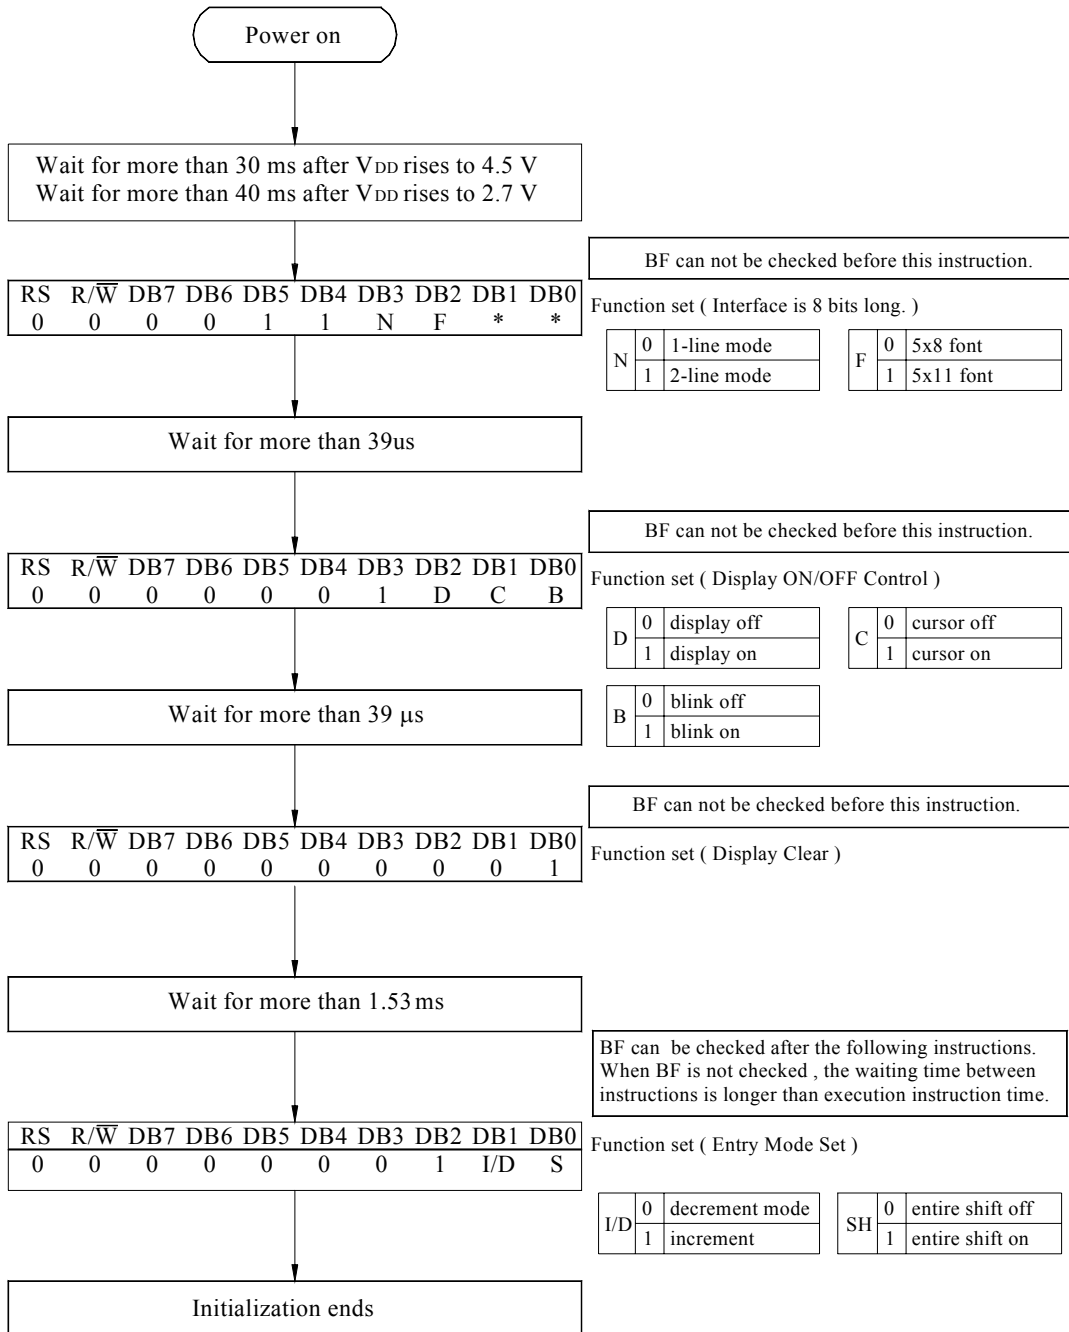 Power on
Wait for more than 30 ms after VDD rises to 4.5 V
Wait for more than 40 ms after VDD rises to 2.7 V
BF can not be checked before this instruction.
RS R/W̅ DB7 DB6 DB5 DB4 DB3 DB2 DB1 DB0
0 0 0 0 1 1 N F * *
Function set ( Interface is 8 bits long. )
N 0 1-line mode
1 2-line mode
F 0 5x8 font
1 5x11 font
Wait for more than 39us
BF can not be checked before this instruction.
RS R/W̅ DB7 DB6 DB5 DB4 DB3 DB2 DB1 DB0
0 0 0 0 0 0 1 D C B
Function set ( Display ON/OFF Control )
D 0 display off
1 display on
C 0 cursor off
1 cursor on
Wait for more than 39 µs
B 0 blink off
1 blink on
BF can not be checked before this instruction.
RS R/W̅ DB7 DB6 DB5 DB4 DB3 DB2 DB1 DB0
0 0 0 0 0 0 0 0 0 1
Function set ( Display Clear )
Wait for more than 1.53 ms
BF can be checked after the following instructions.
When BF is not checked , the waiting time between
instructions is longer than execution instruction time.
RS R/W̅ DB7 DB6 DB5 DB4 DB3 DB2 DB1 DB0
0 0 0 0 0 0 0 1 I/D S
Function set ( Entry Mode Set )
I/D 0 decrement mode
1 increment
SH 0 entire shift off
1 entire shift on
Initialization ends